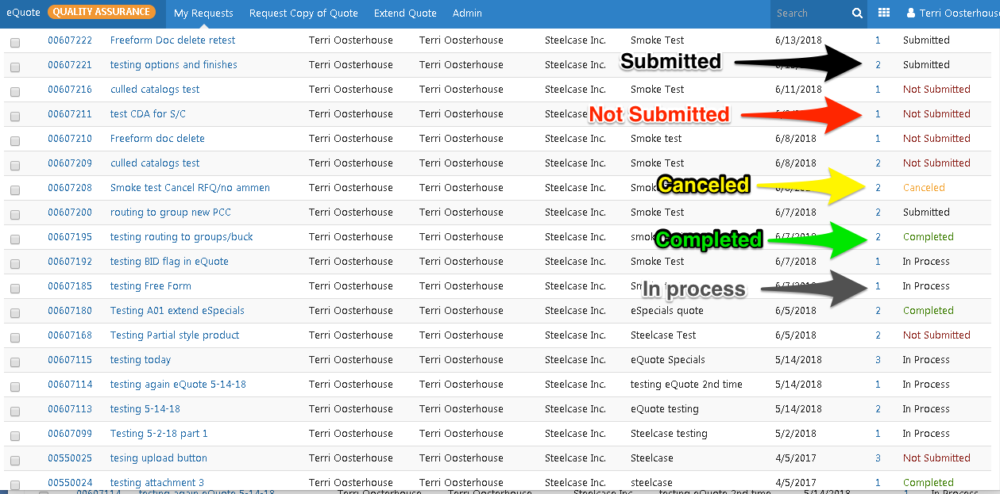 eQuote QUALITY ASSURANCE My Requests Request Copy of Quote Extend Quote Admin Search Terri Oosterhous
00607222 Freeform Doc delete retest Terri Oosterhouse Terri Oosterhouse Steelcase Inc. Smoke Test 6/13/2018 1 Submitted
00607221 testing options and finishes Terri Oosterhouse Terri Oosterhouse Steelcase Inc. Submitted 2 Submitted
00607216 culled catalogs test Terri Oosterhouse Terri Oosterhouse Steelcase Inc. Smoke Test 6/11/2018 1 Not Submitted
00607211 test CDA for S/C Terri Oosterhouse Terri Oosterhouse Steelcase Not Submitted 1 Not Submitted
00607210 Freeform doc delete Terri Oosterhouse Terri Oosterhouse Steelcase Inc. Smoke test 6/8/2018 1 Not Submitted
00607209 culled catalogs test Terri Oosterhouse Terri Oosterhouse Steelcase Inc. Smoke Test 6/8/2018 2 Not Submitted
00607208 Smoke test Cancel RFQ/no ammen Terri Oosterhouse Terri Oosterhouse Steelcase Inc. Canceled 2 Canceled
00607200 routing to group new PCC Terri Oosterhouse Terri Oosterhouse Steelcase Inc. Smoke Test 6/7/2018 2 Submitted
00607195 testing routing to groups/buck Terri Oosterhouse Terri Oosterhouse Steelcase Inc. Completed 6/7/2018 2 Completed
00607192 testing BID flag in eQuote Terri Oosterhouse Terri Oosterhouse Steelcase Inc. Smoke Test 6/7/2018 1 In Process
00607185 testing Free Form Terri Oosterhouse Terri Oosterhouse Steelcase Inc. In process 6/7/2018 1 In Process
00607180 Testing A01 extend eSpecials Terri Oosterhouse Terri Oosterhouse Steelcase Inc. eSpecials quote 6/5/2018 2 Completed
00607168 Testing Partial style product Terri Oosterhouse Terri Oosterhouse Steelcase Inc. Steelcase Test 6/5/2018 2 Not Submitted
00607115 testing today Terri Oosterhouse Terri Oosterhouse Steelcase Inc. eQuote Specials 5/14/2018 3 In Process
00607114 testing again eQuote 5-14-18 Terri Oosterhouse Terri Oosterhouse Steelcase Inc. testing eQuote 2nd time 5/14/2018 1 In Process
00607113 testing 5-14-18 Terri Oosterhouse Terri Oosterhouse Steelcase Inc. eQuote testing 5/14/2018 2 In Process
00607099 Testing 5-2-18 part 1 Terri Oosterhouse Terri Oosterhouse Steelcase Inc. Steelcase testing 5/2/2018 1 In Process
00550025 tesing upload button Terri Oosterhouse Terri Oosterhouse Steelcase Inc. Steelcase 4/5/2017 3 Not Submitted
00550024 testing attachment 3 Terri Oosterhouse Terri Oosterhouse Steelcase Inc. steelcase 4/5/2017 1 Completed
00607114 testing again eQuote 5-14-18 Terri Oosterhouse Terri Oosterhouse Steelcase Inc. testing eQuote 2nd time 5/14/2018 1 In Process